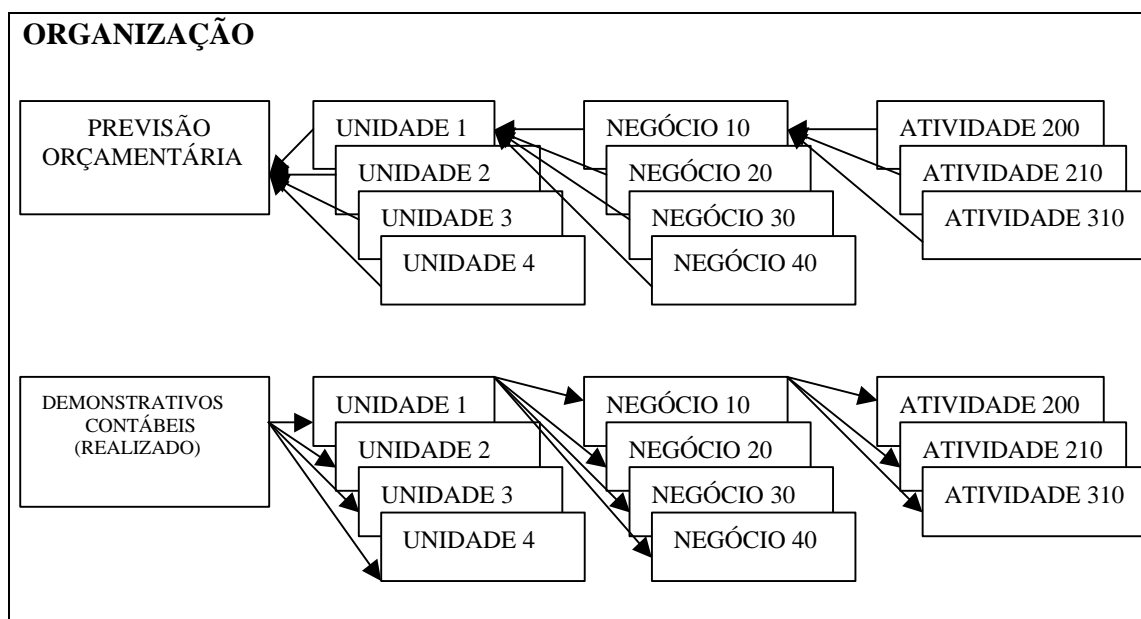 ORGANIZAÇÃO
PREVISÃO
ORÇAMENTÁRIA
UNIDADE 1
UNIDADE 2
UNIDADE 3
UNIDADE 4
NEGÓCIO 10
NEGÓCIO 20
NEGÓCIO 30
NEGÓCIO 40
ATIVIDADE 200
ATIVIDADE 210
ATIVIDADE 310
DEMONSTRATIVOS
CONTÁBEIS
(REALIZADO)
UNIDADE 1
UNIDADE 2
UNIDADE 3
UNIDADE 4
NEGÓCIO 10
NEGÓCIO 20
NEGÓCIO 30
NEGÓCIO 40
ATIVIDADE 200
ATIVIDADE 210
ATIVIDADE 310